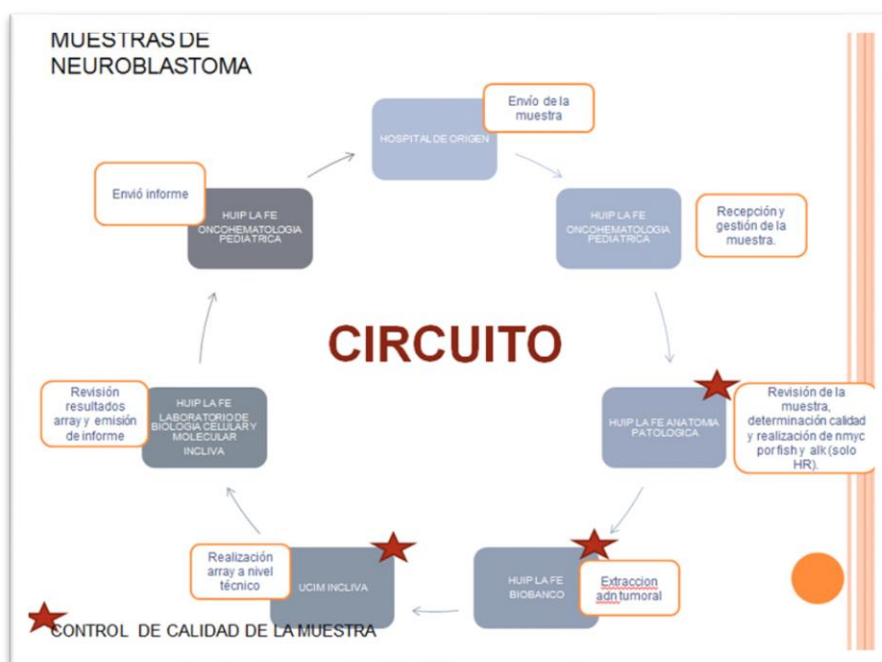 MUESTRAS DE
NEUROBLASTOMA
HOSPITAL DE ORIGEN
Envío de la
muestra
HUIP LA FE
ONCOHEMATOLOGIA
PEDIATRICA
Recepción y
gestión de la
muestra.
HUIP LA FE ANATOMIA
PATOLOGICA
Revisión de la
muestra,
determinación calidad
y realización de nmyc
por fish y alk (solo
HR).
HUIP LA FE
BIOBANCO
Extraccion
adn tumoral
UCIM INCLIVA
Realización
array a nivel
técnico
HUIP LA FE
LABORATORIO DE
BIOLOGIA CELULAR Y
MOLECULAR
INCLIVA
Revisión
resultados
array y emisión
de informe
HUIP LA FE
ONCOHEMATOLOGIA
PEDIATRICA
Envió informe
CIRCUITO
CONTROL DE CALIDAD DE LA MUESTRA